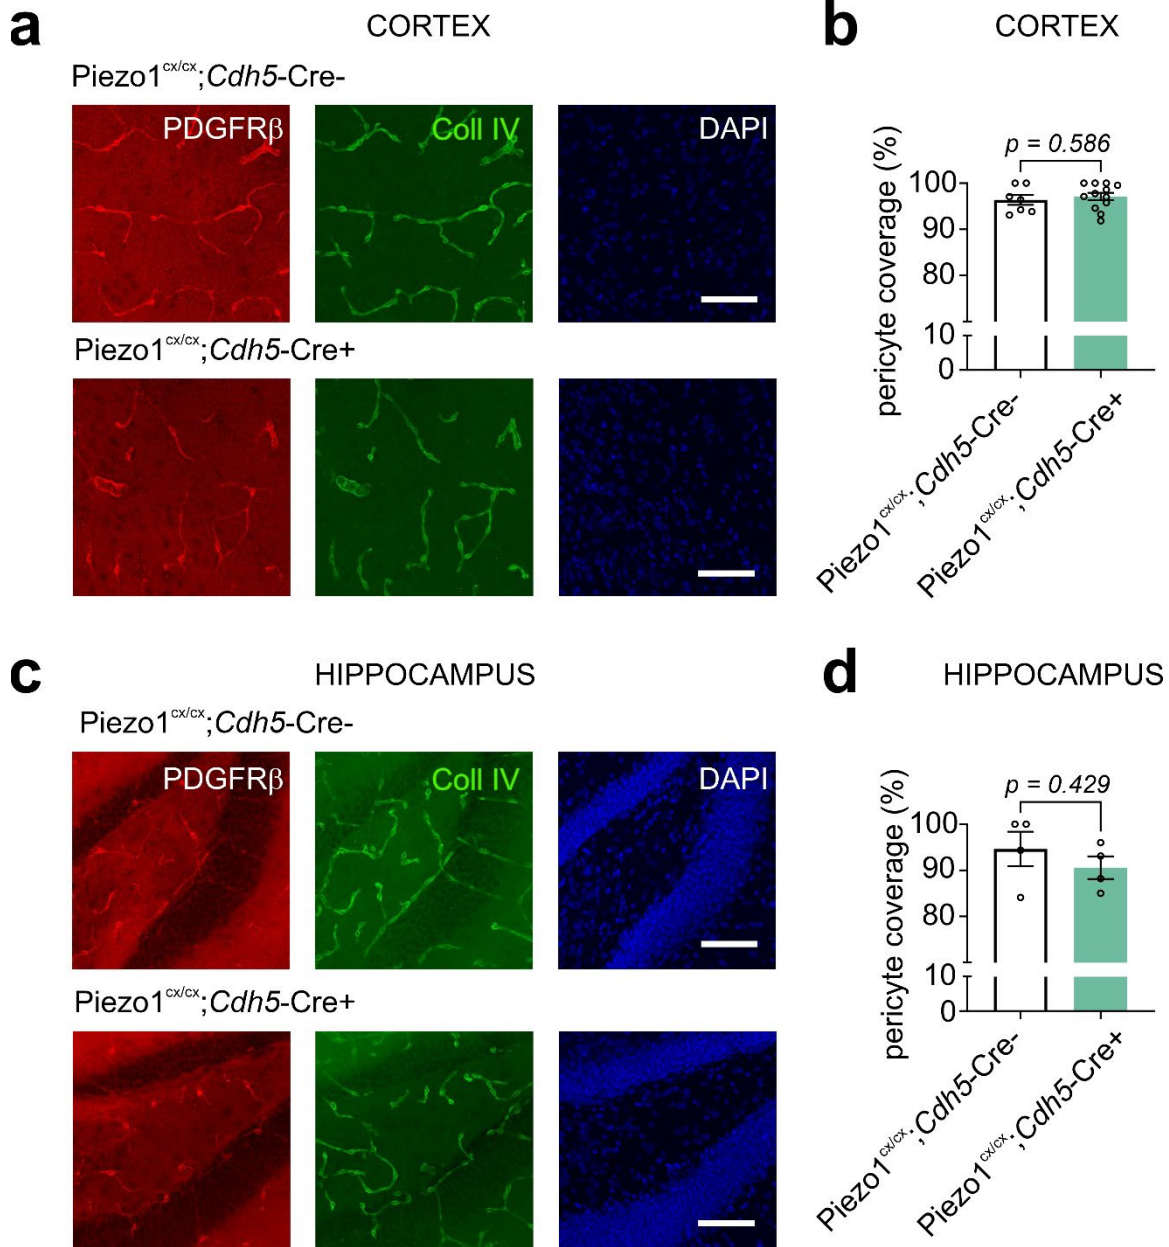 a
CORTEX
Piezo1cx/cx;Cdh5-Cre-
PDGFRβ
Coll IV
DAPI
Piezo1cx/cx;Cdh5-Cre+
b
CORTEX
pericyte coverage (%)
p = 0.586
100
90
80
10
0
Piezo1cx/cx;Cdh5-Cre-
Piezo1cx/cx;Cdh5-Cre+
c
HIPPOCAMPUS
Piezo1cx/cx;Cdh5-Cre-
PDGFRβ
Coll IV
DAPI
Piezo1cx/cx;Cdh5-Cre+
d
HIPPOCAMPUS
pericyte coverage (%)
p = 0.429
100
90
80
10
0
Piezo1cx/cx;Cdh5-Cre-
Piezo1cx/cx;Cdh5-Cre+